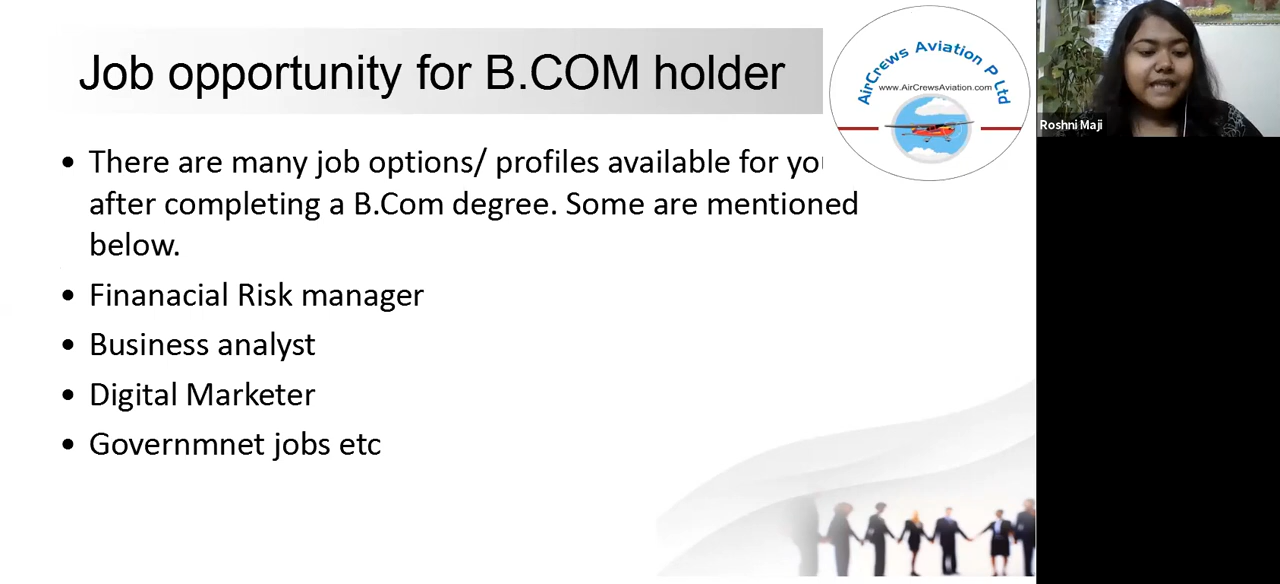 Job opportunity for B.COM holder
AirCrews Aviation P Ltd
www.AirCrewsAviation.com
Roshni Maji
• There are many job options/ profiles available for you
after completing a B.Com degree. Some are mentioned
below.
• Finanacial Risk manager
• Business analyst
• Digital Marketer
• Governmnet jobs etc